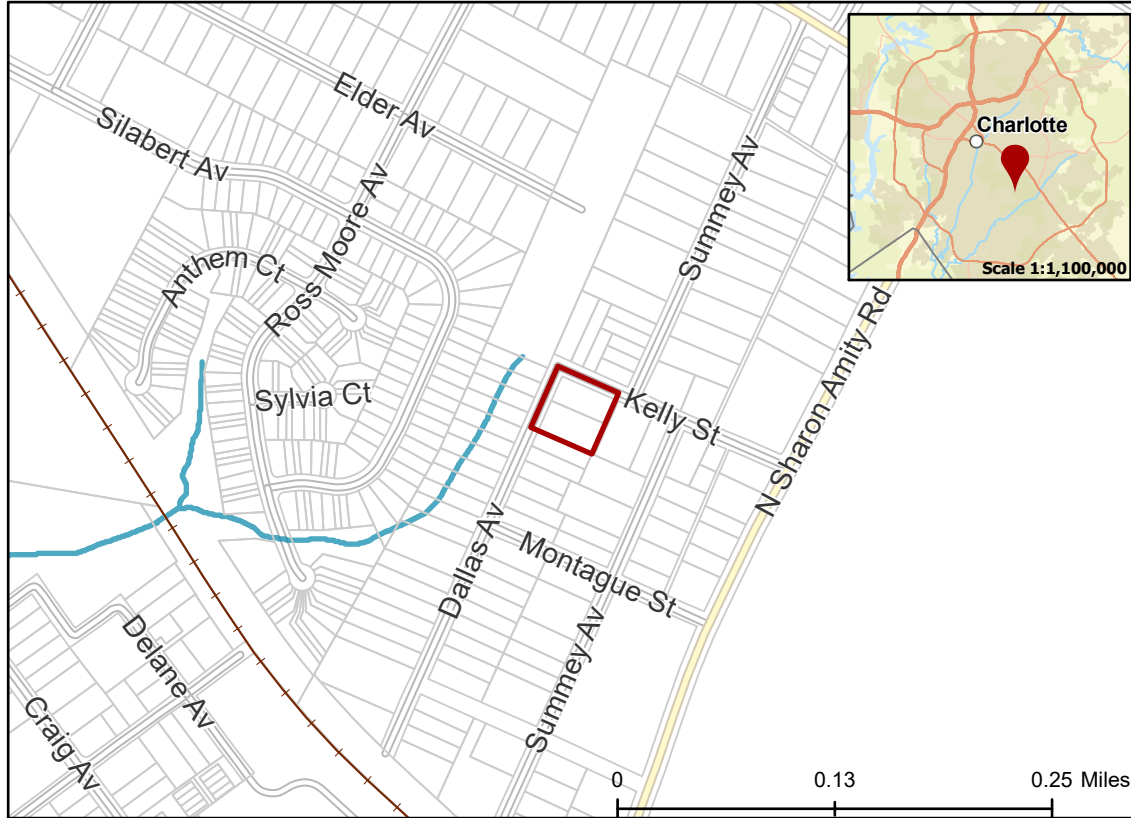 Elder Av
Silabert Av
Summey Av
Charlotte
Scale 1:1,100,000
Ross Moore Av
Anthem Ct
N Sharon Amity Rd
Sylvia Ct
Kelly St
Dallas Av
Montague St
Summey Av
Delane Av
Craig Av
0 0.13 0.25 Miles